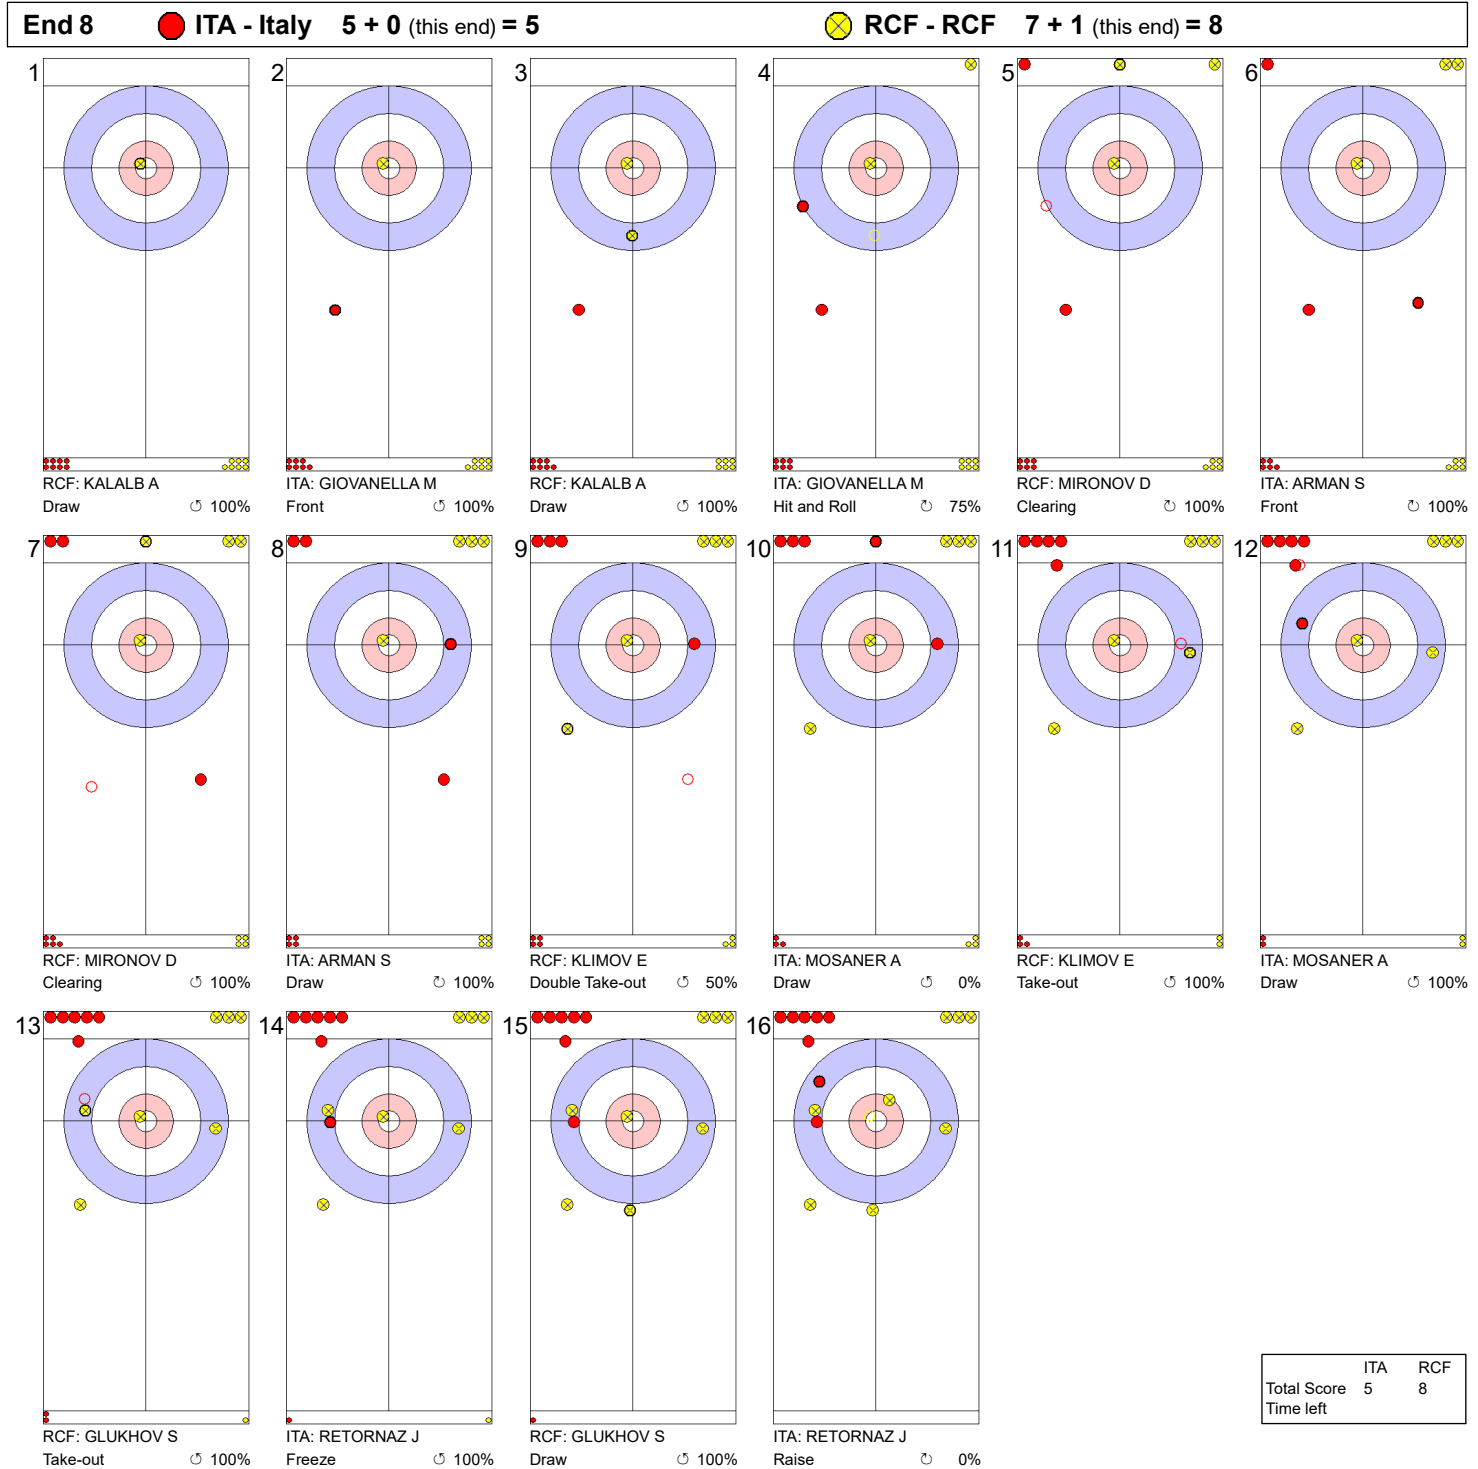 End 8 ITA - Italy 5 + 0 (this end) = 5 RCF - RCF 7 + 1 (this end) = 8
1 2 3 4 5 6
RCF: KALALB A ITA: GIOVANELLA M RCF: KALALB A ITA: GIOVANELLA M RCF: MIRONOV D ITA: ARMAN S
Draw ↺ 100% Front ↺ 100% Draw ↺ 100% Hit and Roll ↻ 75% Clearing ↻ 100% Front ↻ 100%
7 8 9 10 11 12
RCF: MIRONOV D ITA: ARMAN S RCF: KLIMOV E ITA: MOSANER A RCF: KLIMOV E ITA: MOSANER A
Clearing ↺ 100% Draw ↻ 100% Double Take-out ↺ 50% Draw ↺ 0% Take-out ↺ 100% Draw ↻ 100%
13 14 15 16
RCF: GLUKHOV S ITA: RETORNAZ J RCF: GLUKHOV S ITA: RETORNAZ J
Take-out ↺ 100% Freeze ↺ 100% Draw ↺ 100% Raise ↻ 0%
ITA RCF
Total Score 5 8
Time left